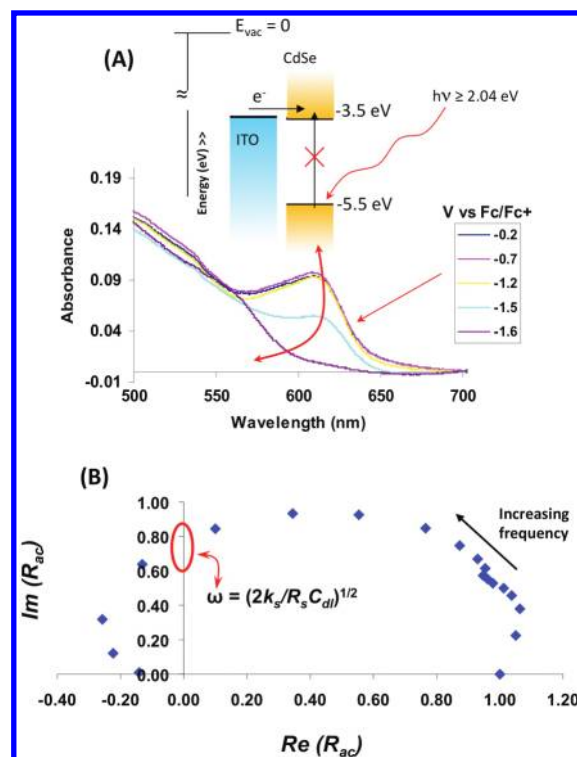 E_vac = 0
(A)
CdSe
e⁻
-3.5 eV
hν ≥ 2.04 eV
ITO
≈
Energy (eV) >>
-5.5 eV
0.19
0.14
0.09
0.04
-0.01
Absorbance
500 550 600 650 700
Wavelength (nm)
V vs Fc/Fc+
-0.2
-0.7
-1.2
-1.5
-1.6
(B)
1.00
0.80
0.60
0.40
0.20
0.00
Im (R_ac)
Increasing
frequency
ω = (2k_s/R_sC_dl)^1/2
-0.40 -0.20 0.00 0.20 0.40 0.60 0.80 1.00 1.20
Re (R_ac)